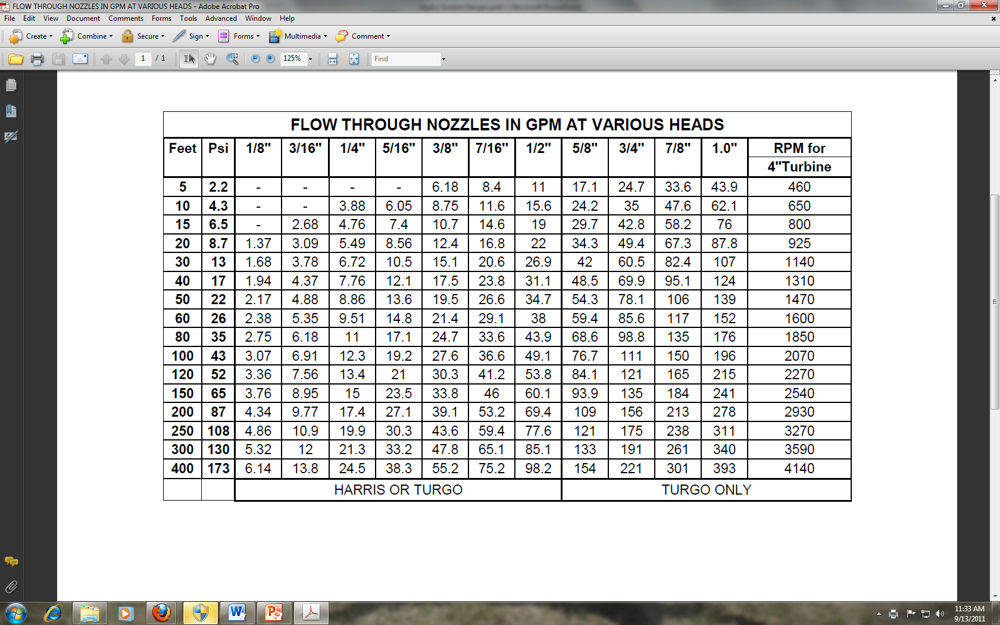 FLOW THROUGH NOZZLES IN GPM AT VARIOUS HEADS - Adobe Acrobat Pro
File Edit View Document Comments Forms Tools Advanced Window Help
Create Combine Secure Sign Forms Multimedia Comment
1 / 1 125% Find
FLOW THROUGH NOZZLES IN GPM AT VARIOUS HEADS
Feet Psi 1/8" 3/16" 1/4" 5/16" 3/8" 7/16" 1/2" 5/8" 3/4" 7/8" 1.0" RPM for
4"Turbine
5 2.2 - - - - 6.18 8.4 11 17.1 24.7 33.6 43.9 460
10 4.3 - - 3.88 6.05 8.75 11.6 15.6 24.2 35 47.6 62.1 650
15 6.5 - 2.68 4.76 7.4 10.7 14.6 19 29.7 42.8 58.2 76 800
20 8.7 1.37 3.09 5.49 8.56 12.4 16.8 22 34.3 49.4 67.3 87.8 925
30 13 1.68 3.78 6.72 10.5 15.1 20.6 26.9 42 60.5 82.4 107 1140
40 17 1.94 4.37 7.76 12.1 17.5 23.8 31.1 48.5 69.9 95.1 124 1310
50 22 2.17 4.88 8.86 13.6 19.5 26.6 34.7 54.3 78.1 106 139 1470
60 26 2.38 5.35 9.51 14.8 21.4 29.1 38 59.4 85.6 117 152 1600
80 35 2.75 6.18 11 17.1 24.7 33.6 43.9 68.6 98.8 135 176 1850
100 43 3.07 6.91 12.3 19.2 27.6 36.6 49.1 76.7 111 150 196 2070
120 52 3.36 7.56 13.4 21 30.3 41.2 53.8 84.1 121 165 215 2270
150 65 3.76 8.95 15 23.5 33.8 46 60.1 93.9 135 184 241 2540
200 87 4.34 9.77 17.4 27.1 39.1 53.2 69.4 109 156 213 278 2930
250 108 4.86 10.9 19.9 30.3 43.6 59.4 77.6 121 175 238 311 3270
300 130 5.32 12 21.3 33.2 47.8 65.1 85.1 133 191 261 340 3590
400 173 6.14 13.8 24.5 38.3 55.2 75.2 98.2 154 221 301 393 4140
HARRIS OR TURGO TURGO ONLY
11:33 AM
9/13/2011